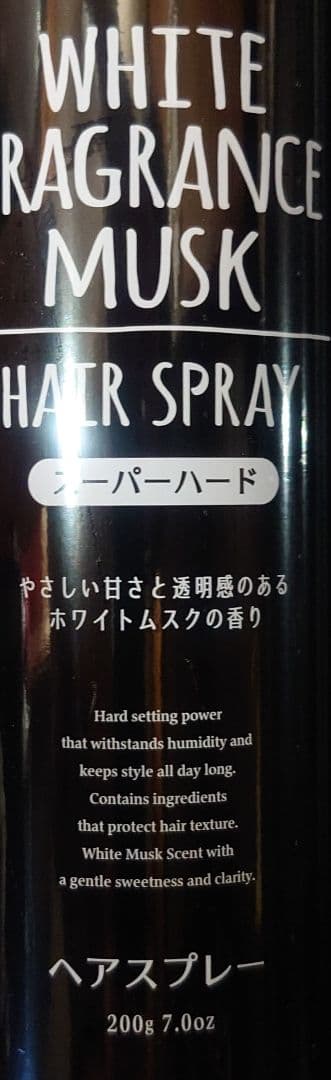 WHITE
RAGRANCE
MUSK
HAIR SPRAY
スーパーハード
やさしい甘さと透明感のある
ホワイトムスクの香り
Hard setting power
that withstands humidity and
keeps style all day long.
Contains ingredients
that protect hair texture.
White Musk Scent with
a gentle sweetness and clarity.
ヘアスプレー
200g 7.0oz